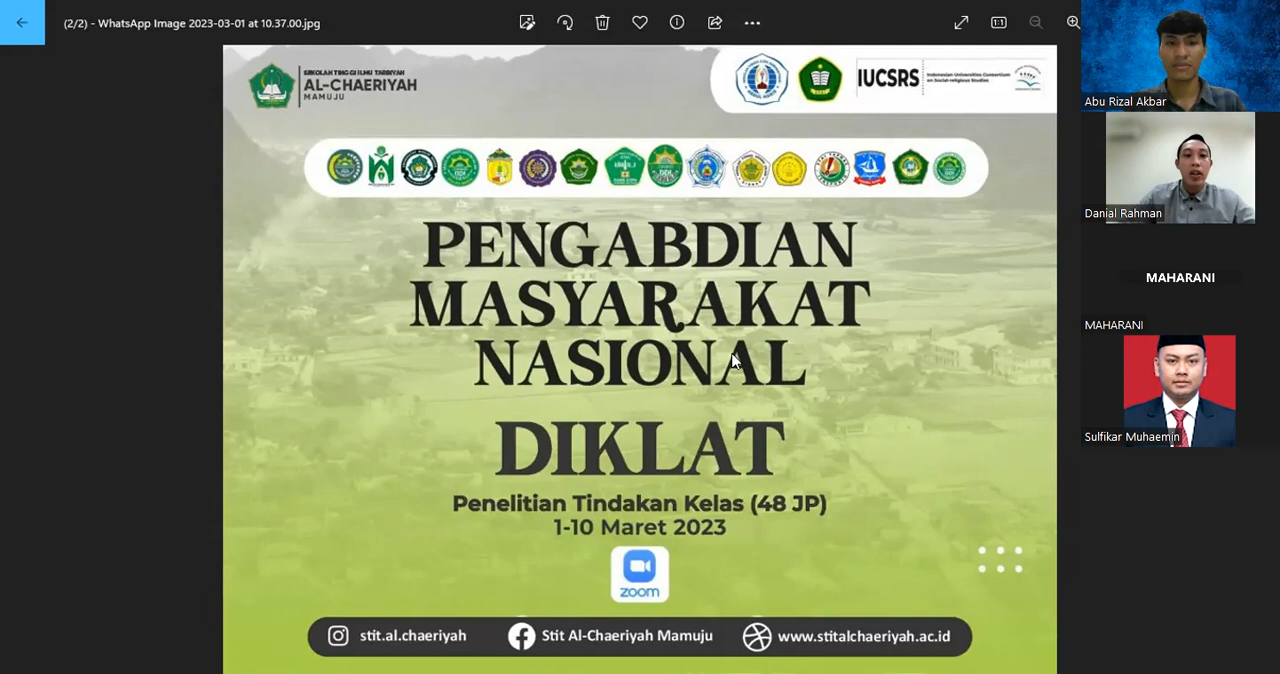 (2/2) - WhatsApp Image 2023-03-01 at 10.37.00.jpg
1:1
SEKOLAH TINGGI ILMU TARBIYAH
AL-CHAERIYAH
MAMUJU
IUCSRS
Indonesian Universities Consortium
on Social-religious Studies
PENGABDIAN
MASYARAKAT
NASIONAL
DIKLAT
Penelitian Tindakan Kelas (48 JP)
1-10 Maret 2023
zoom
stit.al.chaeriyah
Stit Al-Chaeriyah Mamuju
www.stitalchaeriyah.ac.id
Abu Rizal Akbar
Danial Rahman
MAHARANI
MAHARANI
Sulfikar Muhaemin